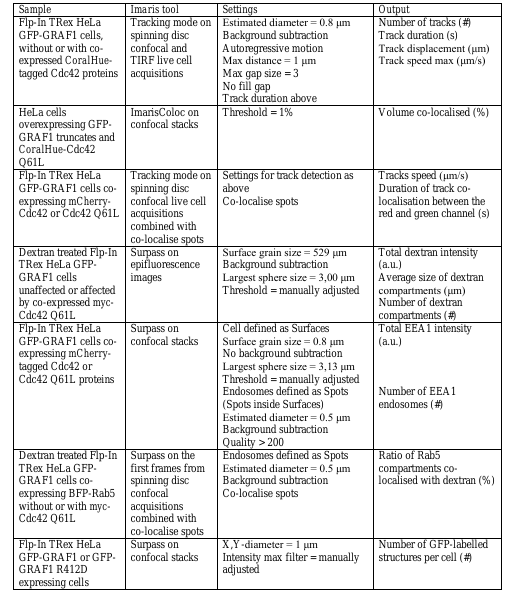 Sample
Imaris tool
Settings
Output
Flp-In TRex HeLa
GFP-GRAF1 cells,
without or with co-
expressed CoralHue-
tagged Cdc42 proteins
Tracking mode on
spinning disc
confocal and
TIRF live cell
acquisitions
Estimated diameter = 0.8 μm
Background subtraction
Autoregressive motion
Max distance = 1 μm
Max gap size = 3
No fill gap
Track duration above
Number of tracks (#)
Track duration (s)
Track displacement (μm)
Track speed max (μm/s)
HeLa cells
overexpressing GFP-
GRAF1 truncates and
CoralHue-Cdc42
Q61L
ImarisColoc on
confocal stacks
Threshold = 1%
Volume co-localised (%)
Flp-In TRex HeLa
GFP-GRAF1 cells co-
expressing mCherry-
Cdc42 or Cdc42 Q61L
Tracking mode on
spinning disc
confocal live cell
acquisitions
combined with
co-localise spots
Settings for track detection as
above
Co-localise spots
Tracks speed (μm/s)
Duration of track co-
localisation between the
red and green channel (s)
Dextran treated Flp-In
TRex HeLa GFP-
GRAF1 cells
unaffected or affected
by co-expressed myc-
Cdc42 Q61L
Surpass on
epifluorescence
images
Surface grain size = 529 μm
Background subtraction
Largest sphere size = 3,00 μm
Threshold = manually adjusted
Total dextran intensity
(a.u.)
Average size of dextran
compartments (μm)
Number of dextran
compartments (#)
Flp-In TRex HeLa
GFP-GRAF1 cells co-
expressing mCherry-
tagged Cdc42 or
Cdc42 Q61L proteins
Surpass on
confocal stacks
Cell defined as Surfaces
Surface grain size = 0.8 μm
No background subtraction
Largest sphere size = 3,13 μm
Threshold = manually adjusted
Endosomes defined as Spots
(Spots inside Surfaces)
Estimated diameter = 0.5 μm
Background subtraction
Quality > 200
Total EEA1 intensity
(a.u.)
Number of EEA1
endosomes (#)
Dextran treated Flp-In
TRex HeLa GFP-
GRAF1 cells co-
expressing BFP-Rab5
without or with myc-
Cdc42 Q61L
Surpass on the
first frames from
spinning disc
confocal
acquisitions
combined with
co-localise spots
Endosomes defined as Spots
Estimated diameter = 0.5 μm
Background subtraction
Co-localise spots
Ratio of Rab5
compartments co-
localised with dextran (%)
Flp-In TRex HeLa
GFP-GRAF1 or GFP-
GRAF1 R412D
expressing cells
Surpass on
confocal stacks
X,Y-diameter = 1 μm
Intensity max filter = manually
adjusted
Number of GFP-labelled
structures per cell (#)